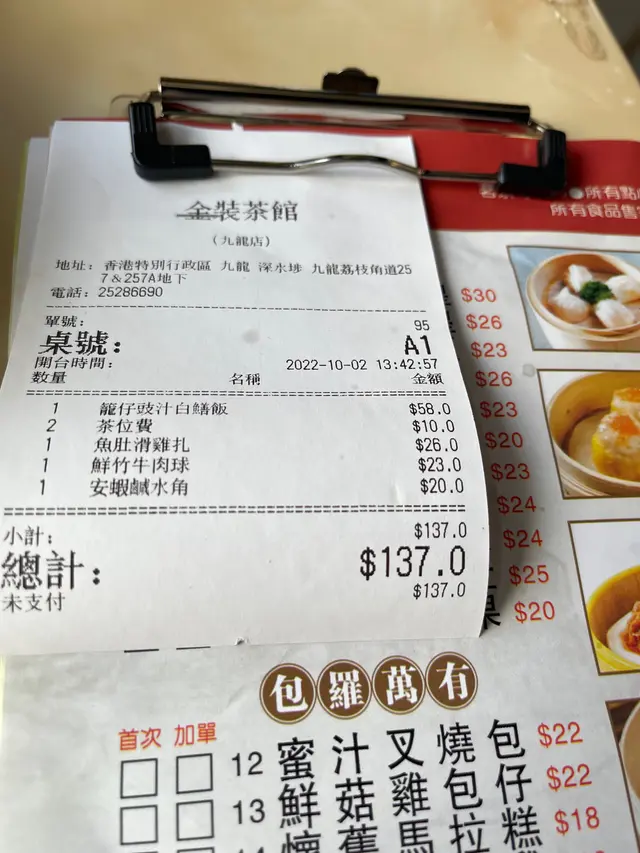 金裝茶館
（九龍店）
地址: 香港特別行政區 九龍 深水埗 九龍荔枝角道25
7＆257A地下
電話: 25286690
單號: 95
桌號: A1
開台時間: 2022-10-02 13:42:57
數量 名稱 金額
1 籠仔豉汁白鱔飯 $58.0
2 茶位費 $10.0
1 魚肚滑雞扎 $26.0
1 鮮竹牛肉球 $23.0
1 安蝦鹹水角 $20.0
小計: $137.0
總計: $137.0
未支付 $137.0
●所有點
所有食品售
$30
$26
$23
$26
$23
$20
$23
$24
$24
$25
$20
包羅萬有
首次 加單
12 蜜汁叉燒包 $22
13 鮮菇雞包仔 $22
馬拉糕 $18